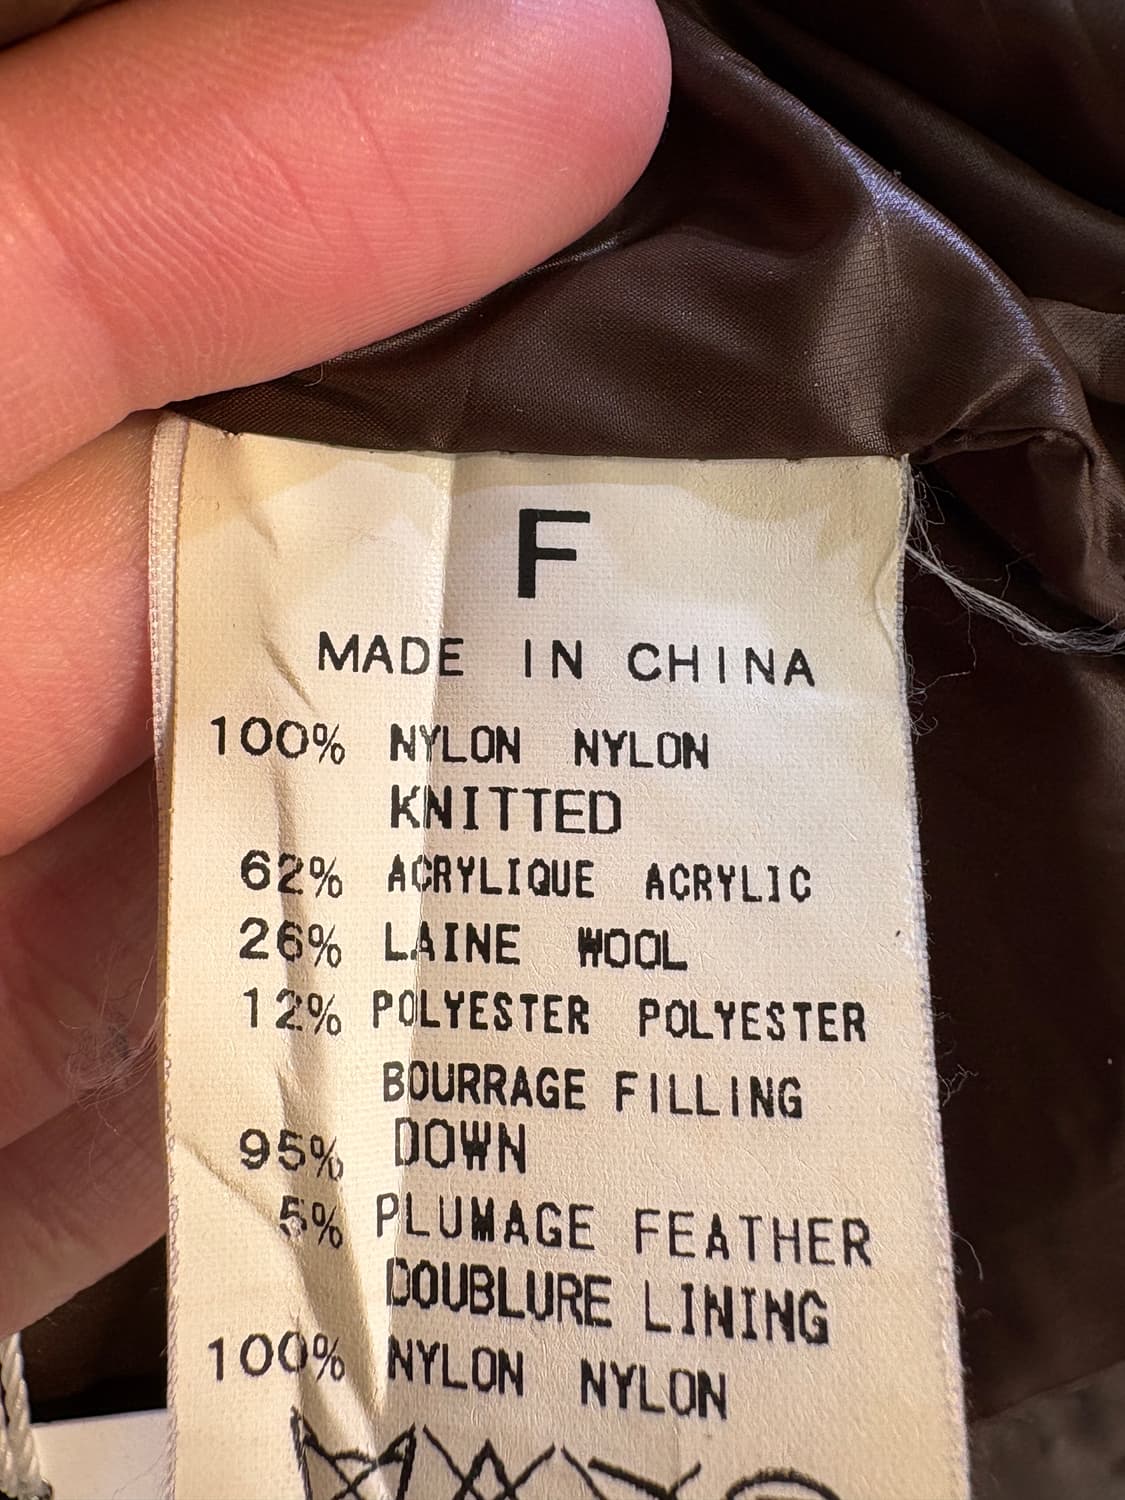 F
MADE IN CHINA
100% NYLON NYLON
KNITTED
62% ACRYLIQUE ACRYLIC
26% LAINE WOOL
12% POLYESTER POLYESTER
BOURRAGE FILLING
95% DOWN
5% PLUMAGE FEATHER
DOUBLURE LINING
100% NYLON NYLON